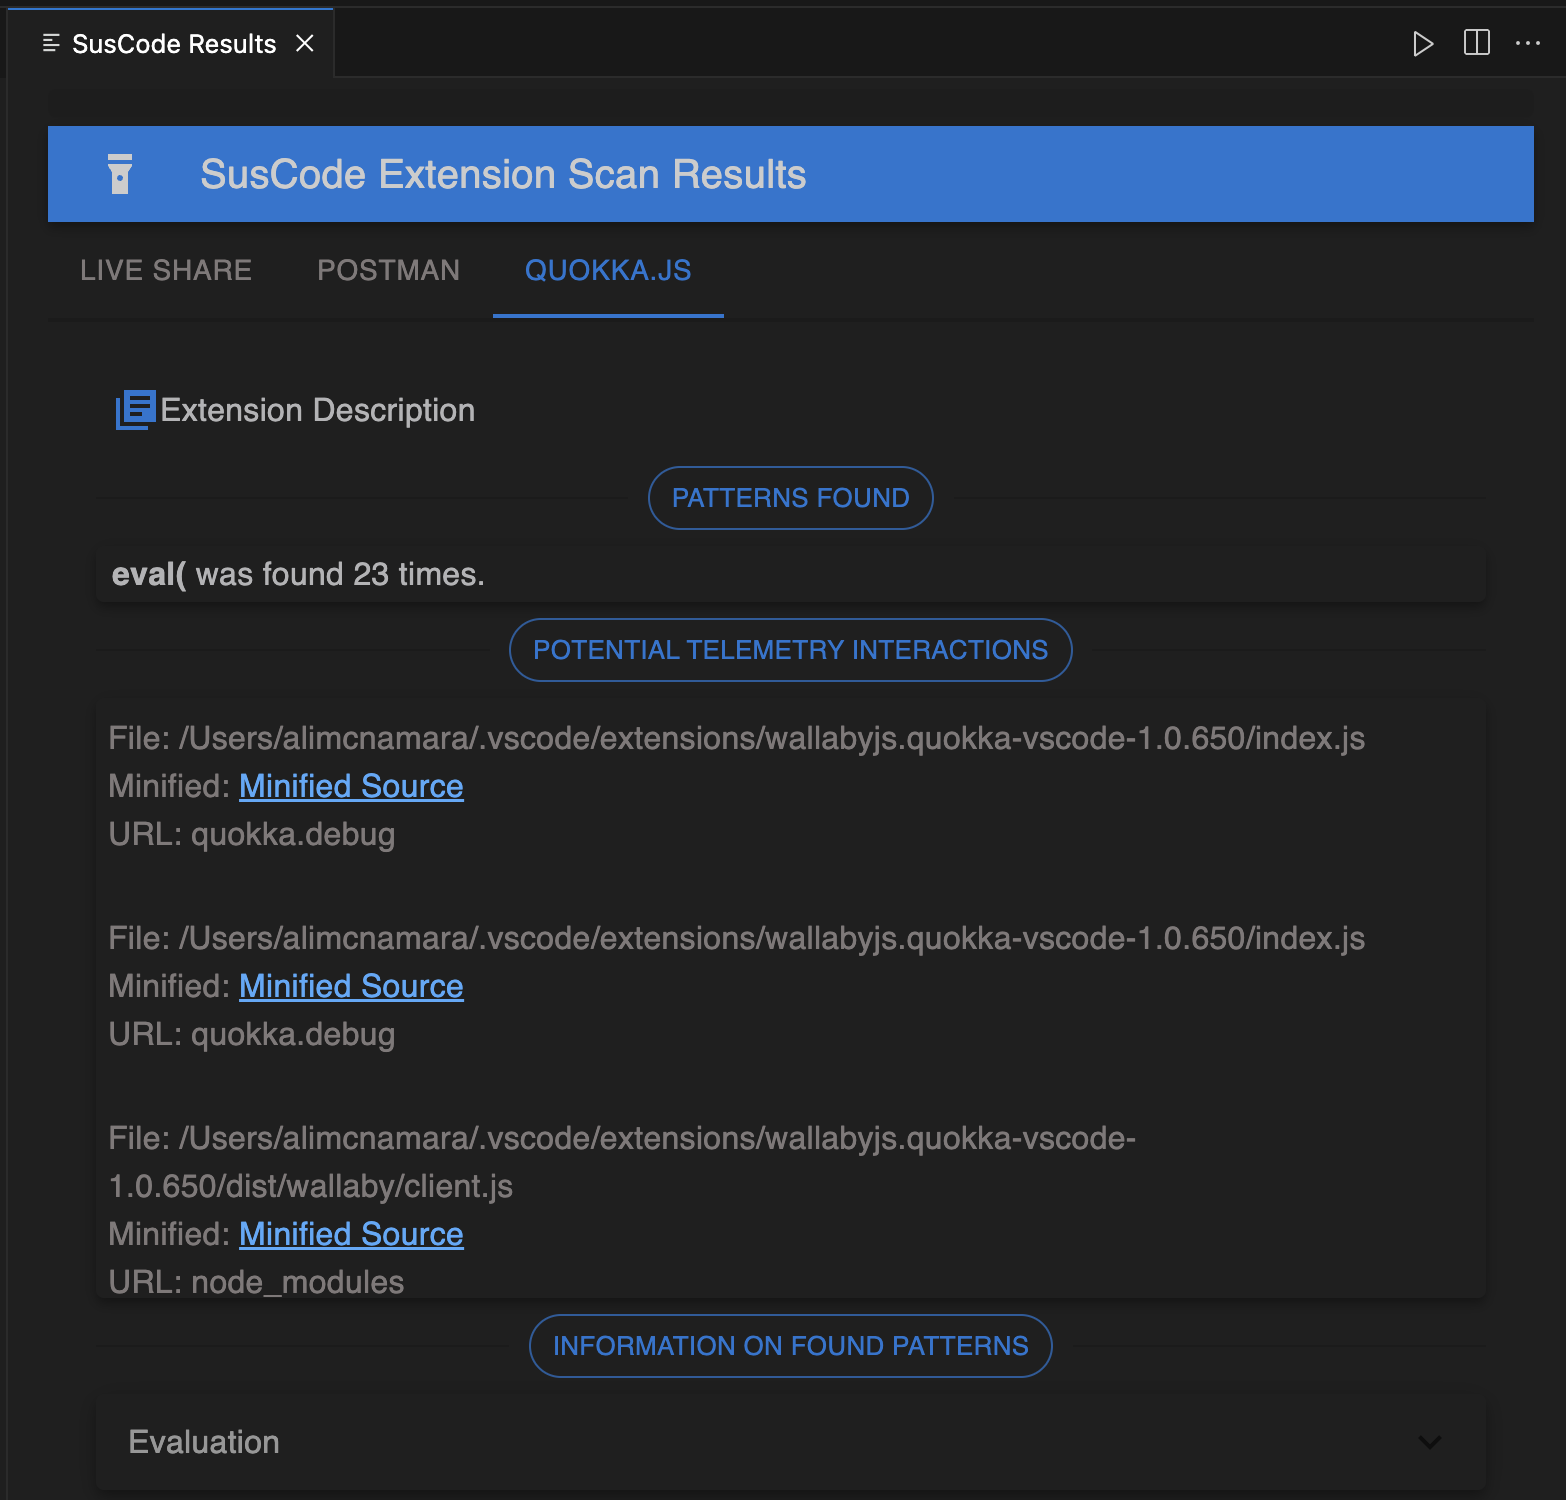 SusCode Results
SusCode Extension Scan Results
LIVE SHARE POSTMAN QUOKKA.JS
Extension Description
PATTERNS FOUND
eval( was found 23 times.
POTENTIAL TELEMETRY INTERACTIONS
File: /Users/alimcnamara/.vscode/extensions/wallabyjs.quokka-vscode-1.0.650/index.js
Minified: Minified Source
URL: quokka.debug
File: /Users/alimcnamara/.vscode/extensions/wallabyjs.quokka-vscode-1.0.650/index.js
Minified: Minified Source
URL: quokka.debug
File: /Users/alimcnamara/.vscode/extensions/wallabyjs.quokka-vscode-
1.0.650/dist/wallaby/client.js
Minified: Minified Source
URL: node_modules
INFORMATION ON FOUND PATTERNS
Evaluation